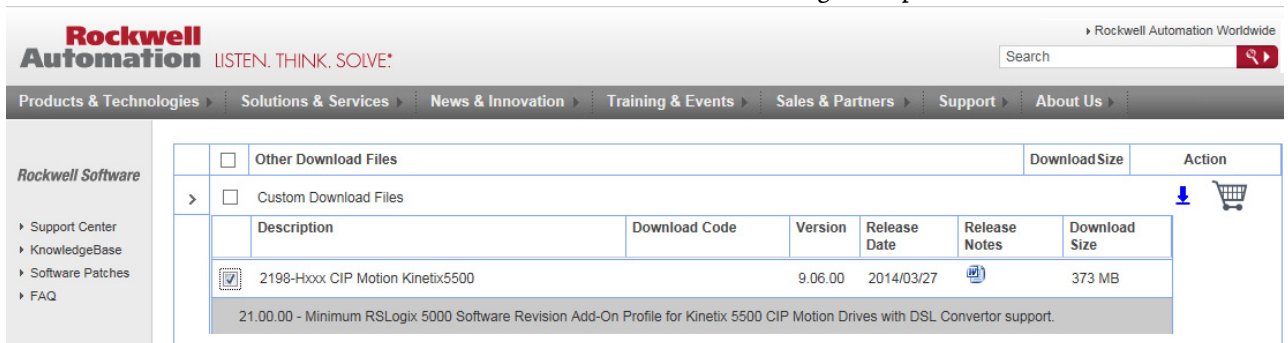 Rockwell
Automation LISTEN. THINK. SOLVE.®
Rockwell Automation Worldwide
Search
Products & Technologies Solutions & Services News & Innovation Training & Events Sales & Partners Support About Us
Rockwell Software
Support Center
KnowledgeBase
Software Patches
FAQ
Other Download Files Download Size Action
Custom Download Files
Description Download Code Version Release Date Release Notes Download Size
2198-Hxxx CIP Motion Kinetix5500 9.06.00 2014/03/27 373 MB
21.00.00 - Minimum RSLogix 5000 Software Revision Add-On Profile for Kinetix 5500 CIP Motion Drives with DSL Convertor support.